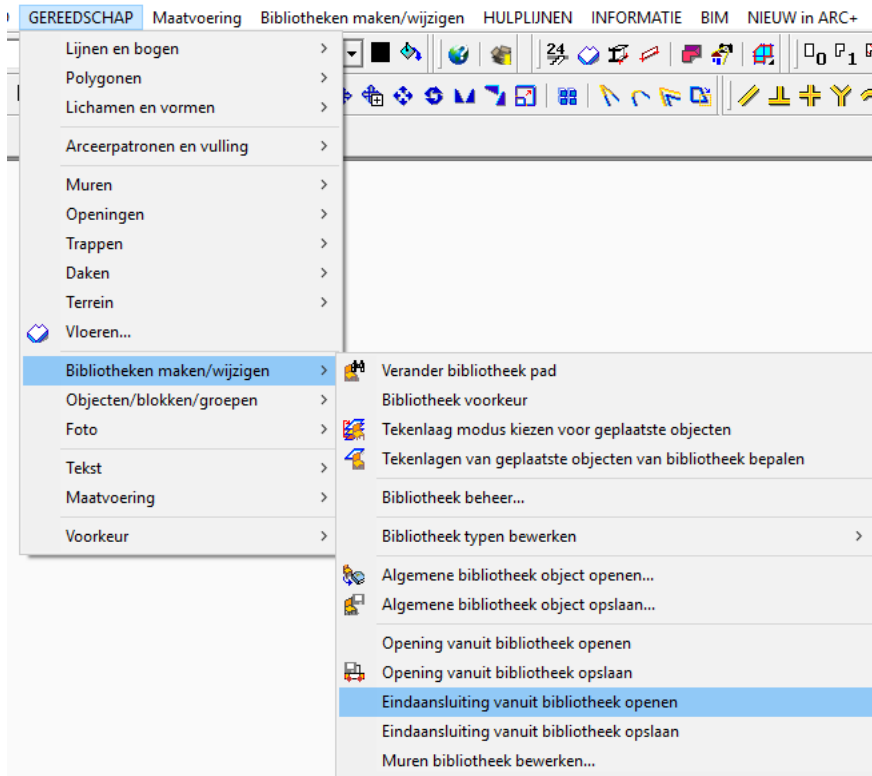 GEREEDSCHAP Maatvoering Bibliotheken maken/wijzigen HULPLIJNEN INFORMATIE BIM NIEUW in ARC+
24
0 1
Lijnen en bogen
Polygonen
Lichamen en vormen
Arceerpatronen en vulling
Muren
Openingen
Trappen
Daken
Terrein
Vloeren...
Bibliotheken maken/wijzigen
Objecten/blokken/groepen
Foto
Tekst
Maatvoering
Voorkeur
Verander bibliotheek pad
Bibliotheek voorkeur
Tekenlaag modus kiezen voor geplaatste objecten
Tekenlagen van geplaatste objecten van bibliotheek bepalen
Bibliotheek beheer...
Bibliotheek typen bewerken
Algemene bibliotheek object openen...
Algemene bibliotheek object opslaan...
Opening vanuit bibliotheek openen
Opening vanuit bibliotheek opslaan
Eindaansluiting vanuit bibliotheek openen
Eindaansluiting vanuit bibliotheek opslaan
Muren bibliotheek bewerken...